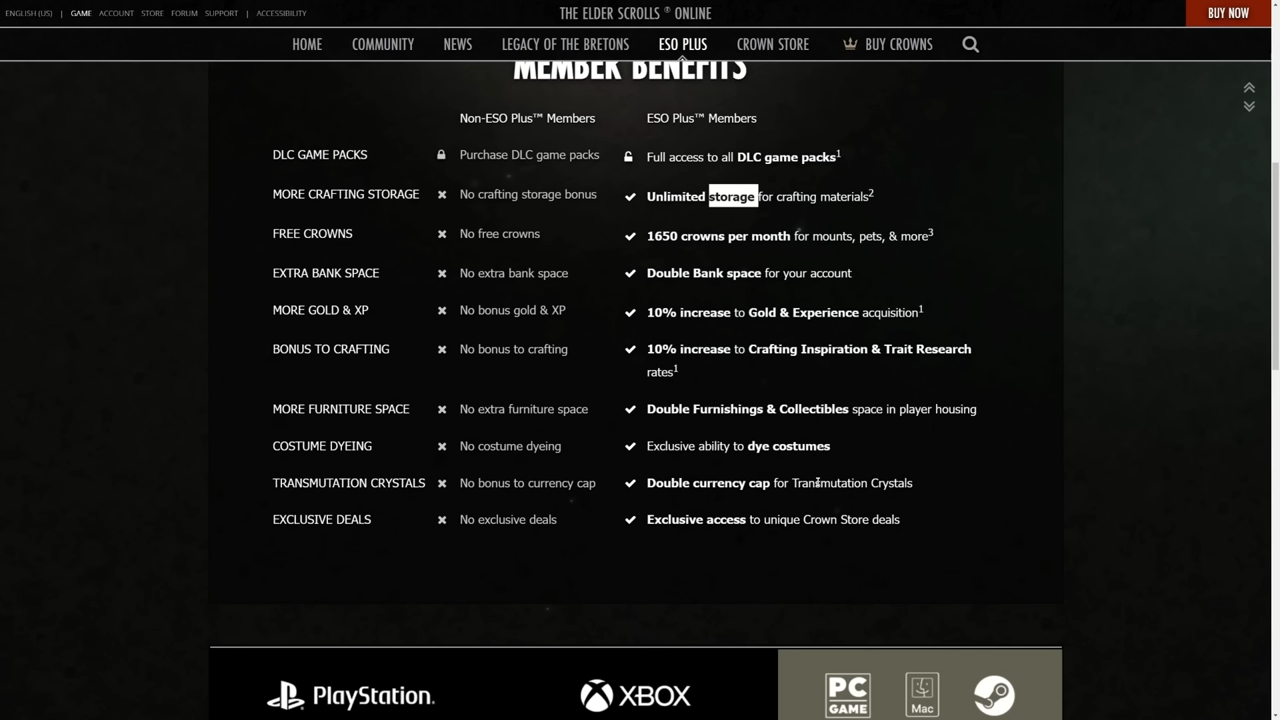 ENGLISH (US) | GAME ACCOUNT STORE FORUM SUPPORT | ACCESSIBILITY
THE ELDER SCROLLS ® ONLINE
BUY NOW
HOME COMMUNITY NEWS LEGACY OF THE BRETONS ESO PLUS CROWN STORE BUY CROWNS
MEMBER BENEFITS
Non-ESO Plus™ Members ESO Plus™ Members
DLC GAME PACKS Purchase DLC game packs Full access to all DLC game packs1
MORE CRAFTING STORAGE No crafting storage bonus Unlimited storage for crafting materials2
FREE CROWNS No free crowns 1650 crowns per month for mounts, pets, & more3
EXTRA BANK SPACE No extra bank space Double Bank space for your account
MORE GOLD & XP No bonus gold & XP 10% increase to Gold & Experience acquisition1
BONUS TO CRAFTING No bonus to crafting 10% increase to Crafting Inspiration & Trait Research
rates1
MORE FURNITURE SPACE No extra furniture space Double Furnishings & Collectibles space in player housing
COSTUME DYEING No costume dyeing Exclusive ability to dye costumes
TRANSMUTATION CRYSTALS No bonus to currency cap Double currency cap for Transmutation Crystals
EXCLUSIVE DEALS No exclusive deals Exclusive access to unique Crown Store deals
PlayStation. XBOX PC GAME Mac